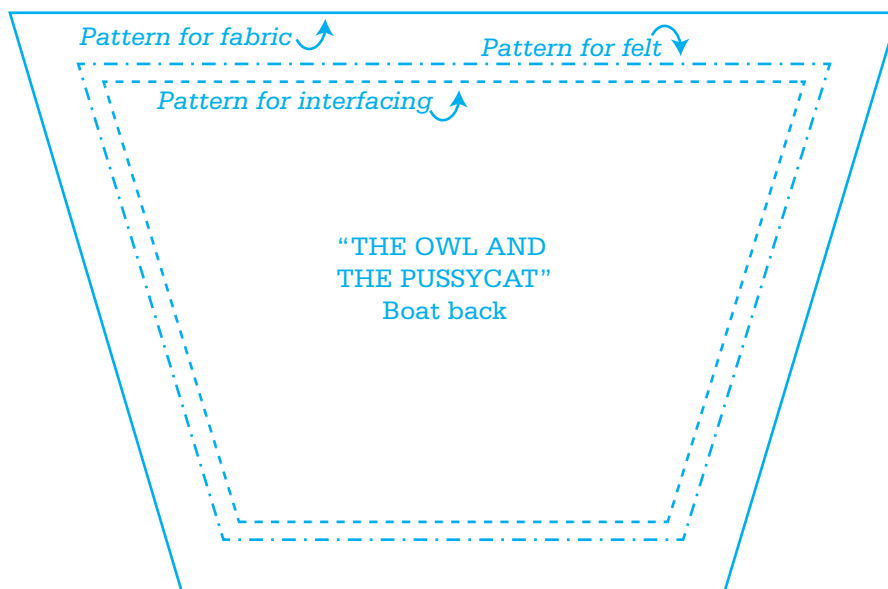 Pattern for fabric
Pattern for felt
Pattern for interfacing
“THE OWL AND
THE PUSSYCAT”
Boat back